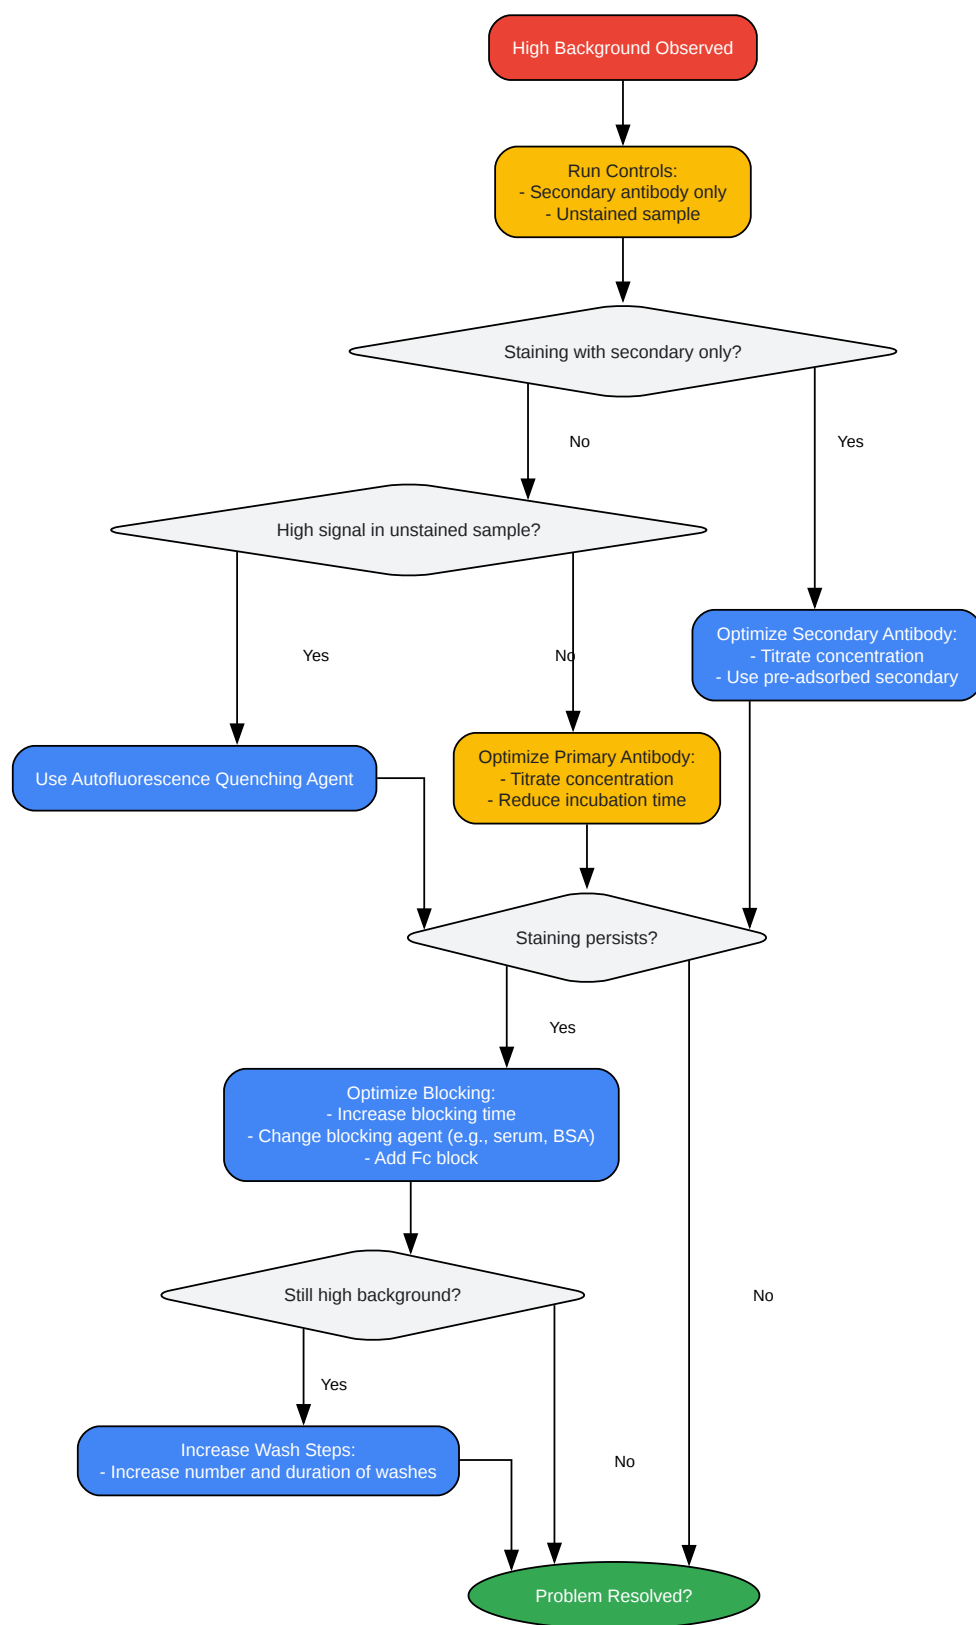 High Background Observed
Run Controls:
- Secondary antibody only
- Unstained sample
Staining with secondary only?
No
Yes
High signal in unstained sample?
Yes
No
Optimize Secondary Antibody:
- Titrate concentration
- Use pre-adsorbed secondary
Use Autofluorescence Quenching Agent
Optimize Primary Antibody:
- Titrate concentration
- Reduce incubation time
Staining persists?
Yes
Optimize Blocking:
- Increase blocking time
- Change blocking agent (e.g., serum, BSA)
- Add Fc block
Still high background?
No
Yes
Increase Wash Steps:
- Increase number and duration of washes
No
Problem Resolved?